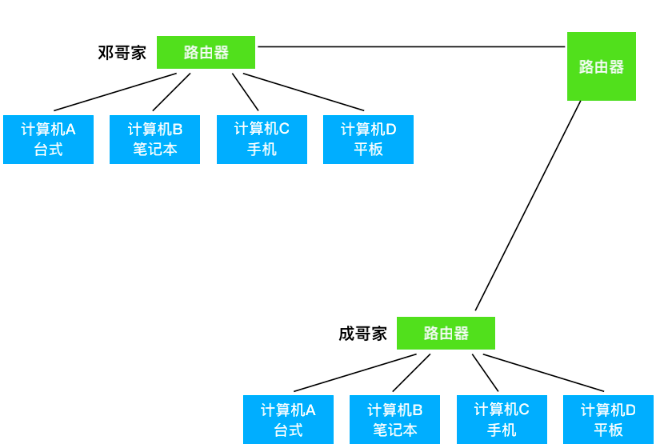 邓哥家
路由器
路由器
计算机A
台式
计算机B
笔记本
计算机C
手机
计算机D
平板
成哥家
路由器
计算机A
台式
计算机B
笔记本
计算机C
手机
计算机D
平板